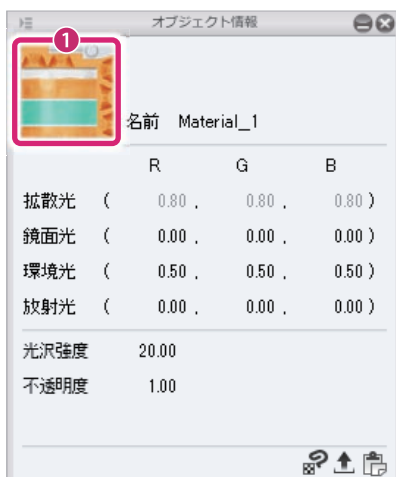 オブジェクト情報
1
名前 Material_1
R G B
拡散光 ( 0.80 , 0.80 , 0.80 )
鏡面光 ( 0.00 , 0.00 , 0.00 )
環境光 ( 0.50 , 0.50 , 0.50 )
放射光 ( 0.00 , 0.00 , 0.00 )
光沢強度 20.00
不透明度 1.00